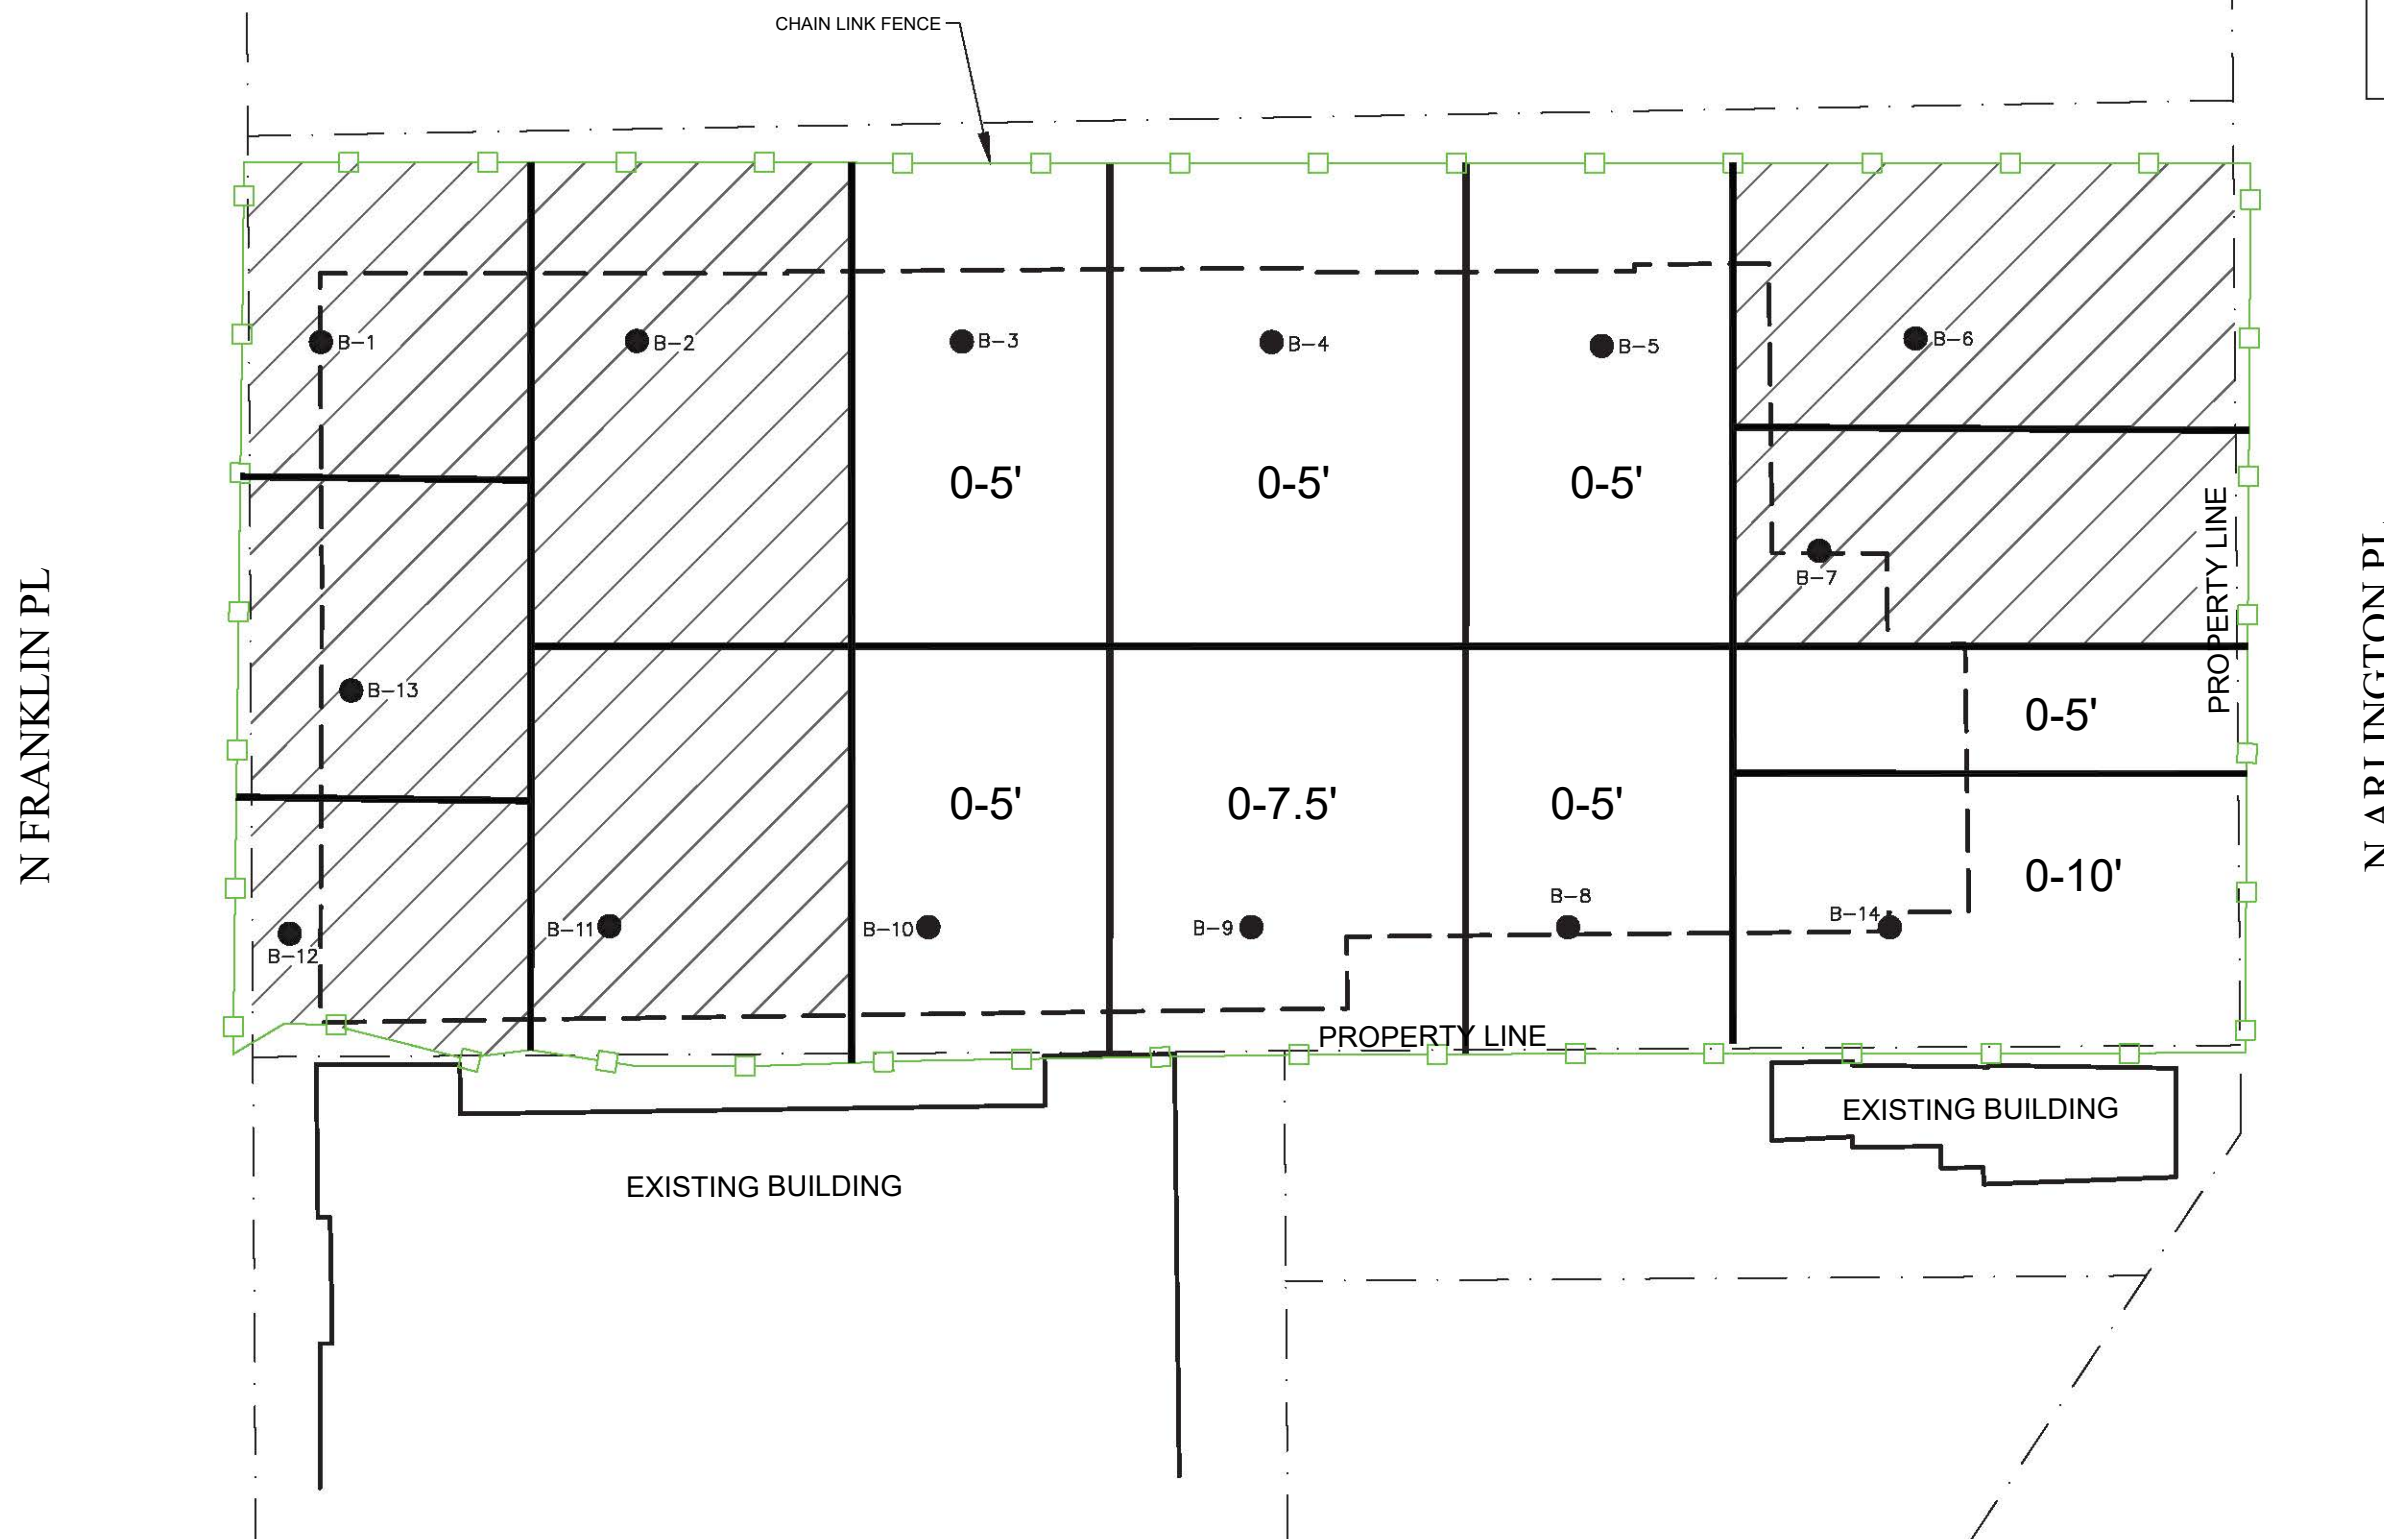 CHAIN LINK FENCE
B-1
B-2
B-3
B-4
B-5
B-6
0-5'
0-5'
0-5'
B-7
PROPERTY LINE
N FRANKLIN PL
N ARLINGTON PL
B-13
0-5'
0-5'
0-7.5'
0-5'
0-10'
B-8
B-14
B-12
B-11
B-10
B-9
PROPERTY LINE
EXISTING BUILDING
EXISTING BUILDING